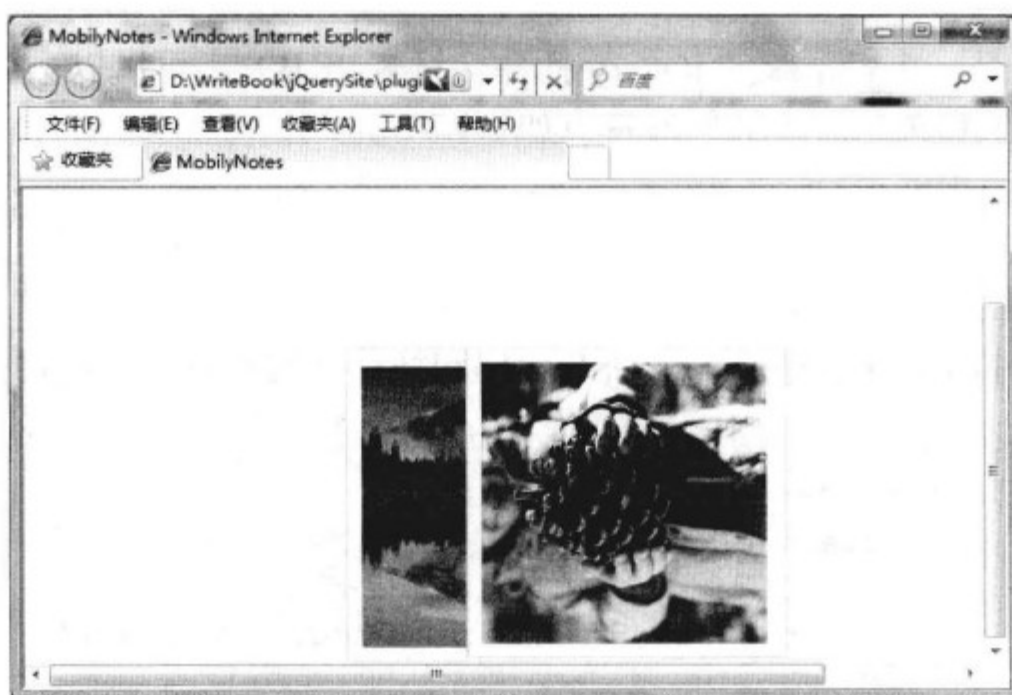 MobilyNotes - Windows Internet Explorer
D:\WriteBook\jQuerySite\plugi
百度
文件(F) 编辑(E) 查看(V) 收藏夹(A) 工具(T) 帮助(H)
收藏夹 MobilyNotes